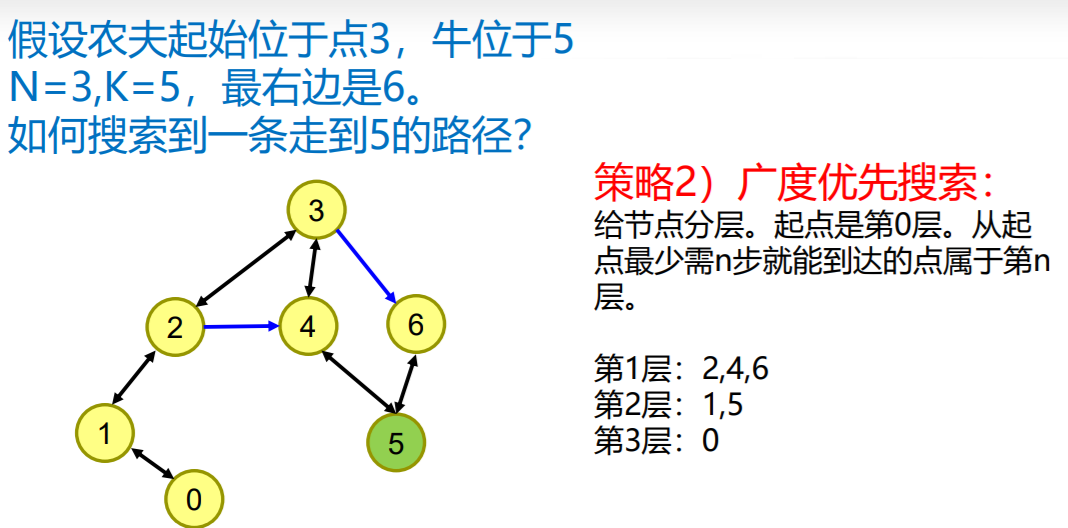 假设农夫起始位于点3，牛位于5
N=3,K=5，最右边是6。
如何搜索到一条走到5的路径？
策略2）广度优先搜索：
给节点分层。起点是第0层。从起
点最少需n步就能到达的点属于第n
层。
第1层：2,4,6
第2层：1,5
第3层：0
3
2
4
6
1
5
0